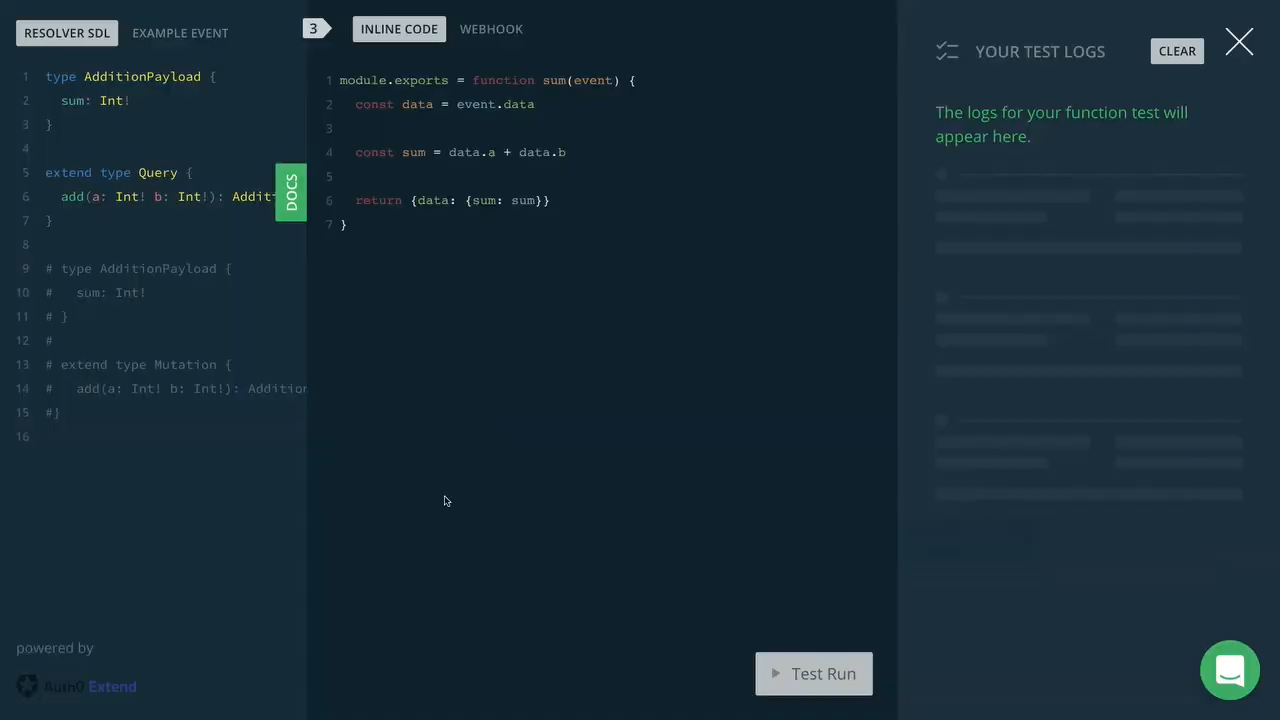 RESOLVER SDL EXAMPLE EVENT
1 type AdditionPayload {
2 sum: Int!
3 }
4
5 extend type Query {
6 add(a: Int! b: Int!): Addit
7 }
8
9 # type AdditionPayload {
10 # sum: Int!
11 # }
12 #
13 # extend type Mutation {
14 # add(a: Int! b: Int!): Addition
15 #}
16
powered by
Auth0 Extend
DOCS
3 INLINE CODE WEBHOOK
1 module.exports = function sum(event) {
2 const data = event.data
3
4 const sum = data.a + data.b
5
6 return {data: {sum: sum}}
7 }
Test Run
YOUR TEST LOGS CLEAR
The logs for your function test will
appear here.